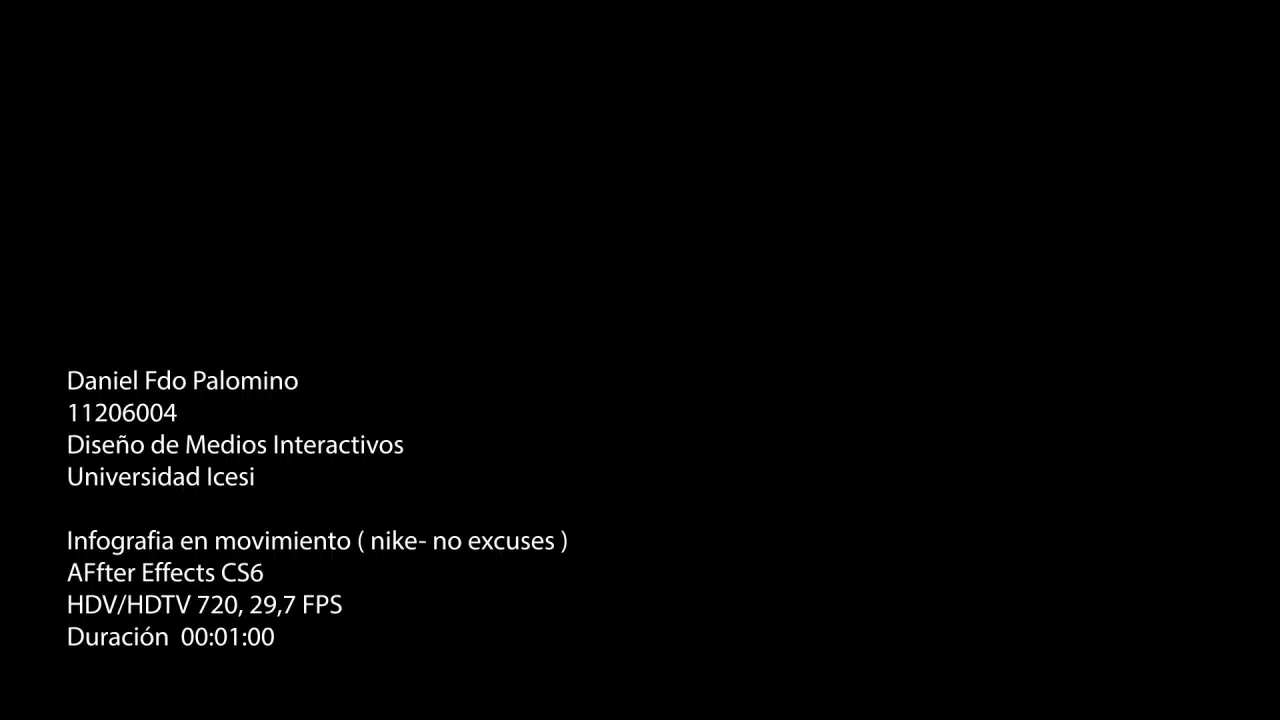 Daniel Fdo Palomino
11206004
Diseño de Medios Interactivos
Universidad Icesi
Infografia en movimiento ( nike- no excuses )
AFfter Effects CS6
HDV/HDTV 720, 29,7 FPS
Duración  00:01:00